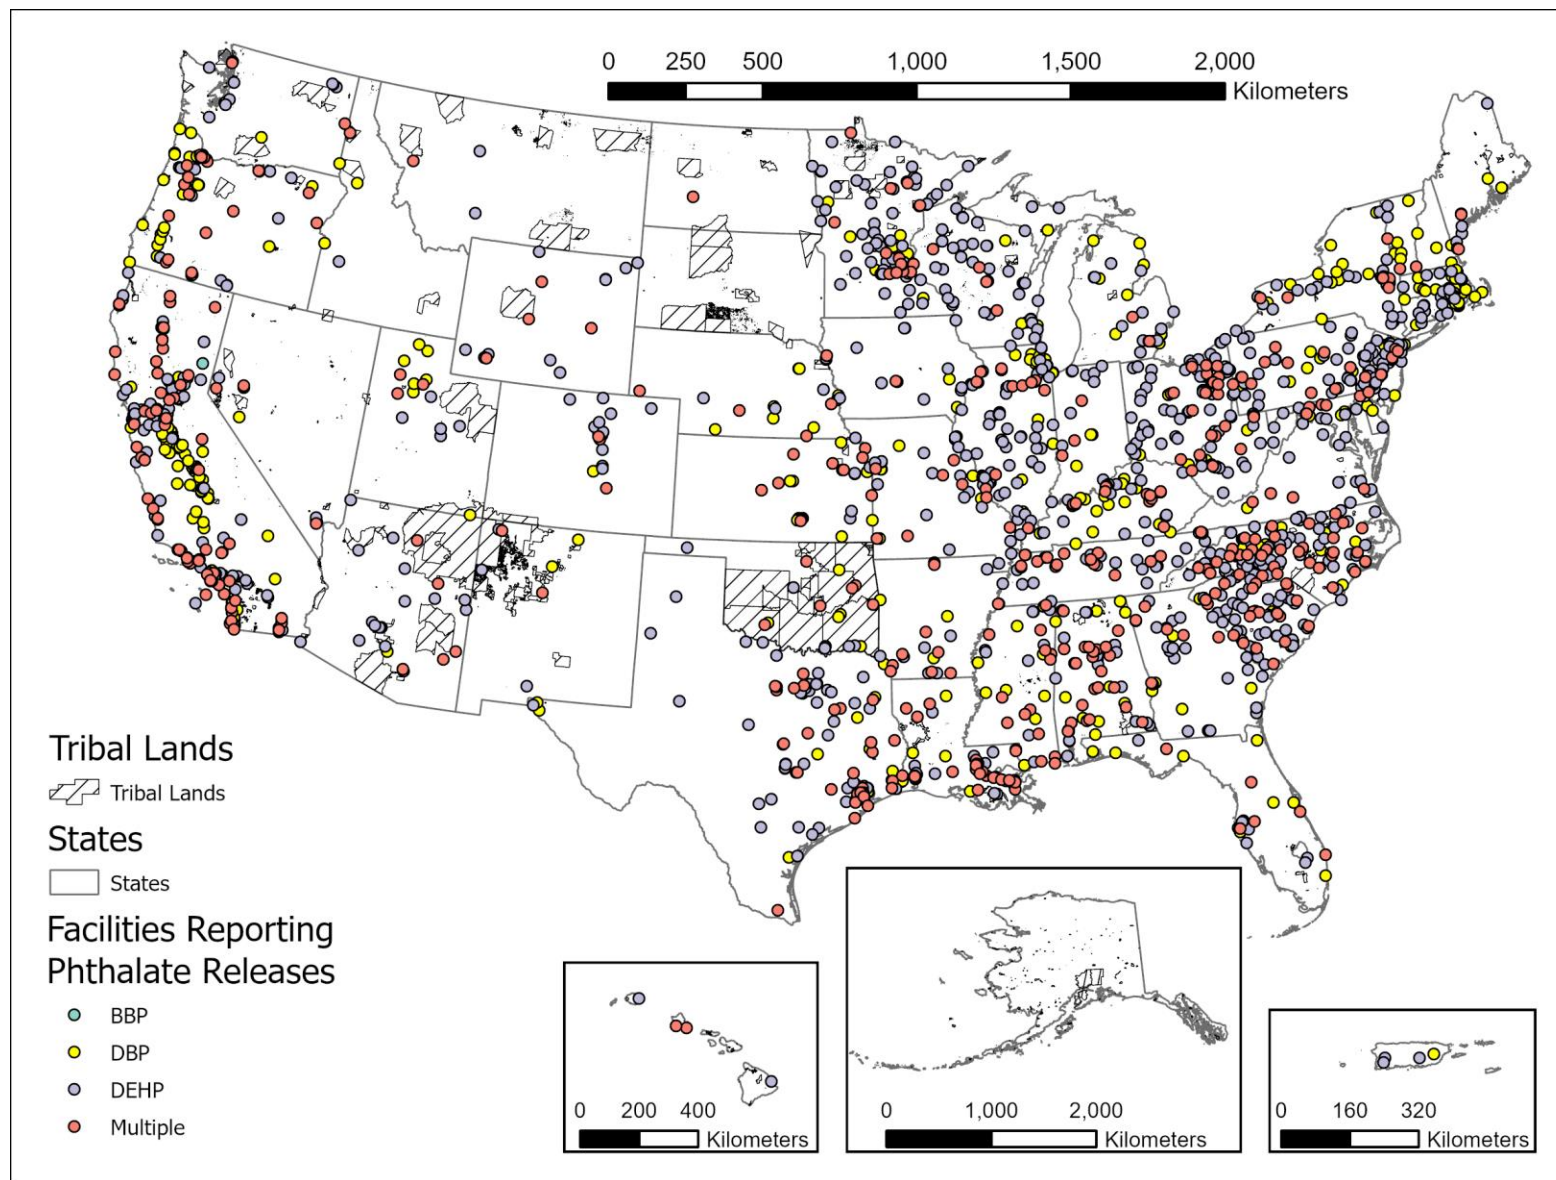 0 250 500 1,000 1,500 2,000
Kilometers
Tribal Lands
Tribal Lands
States
States
Facilities Reporting
Phthalate Releases
BBP
DBP
DEHP
Multiple
0 200 400
Kilometers
0 1,000 2,000
Kilometers
0 160 320
Kilometers